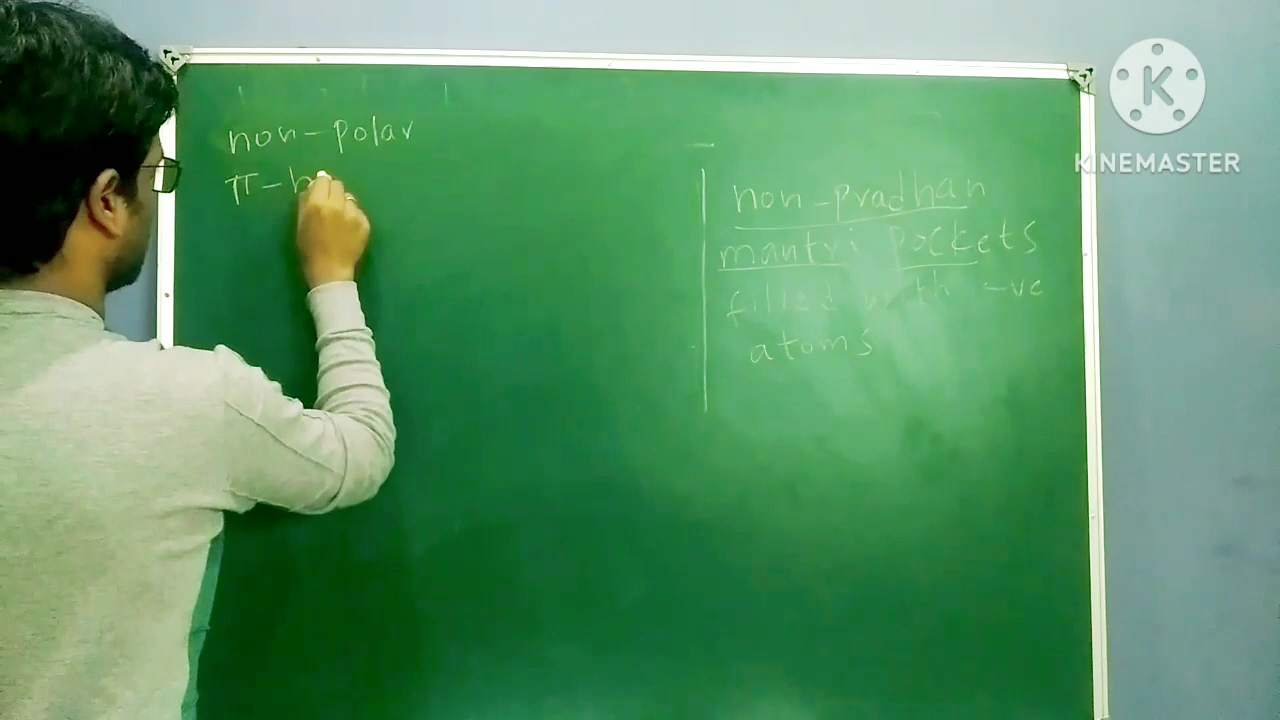 non-polar
π-b
non-pradhan
mantri pockets
filled with -ve
atoms
K
KINEMASTER